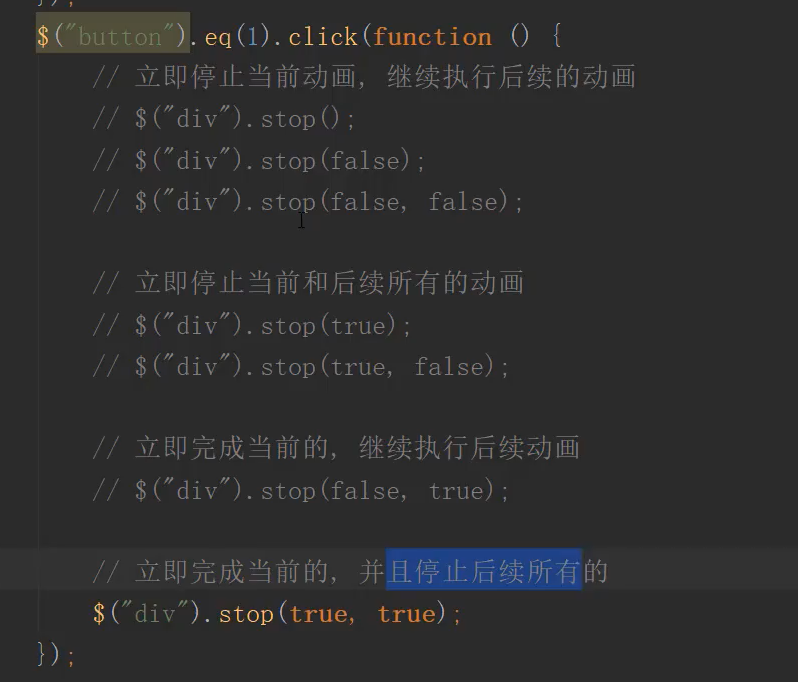 });
$("button").eq(1).click(function () {
// 立即停止当前动画, 继续执行后续的动画
// $("div").stop();
// $("div").stop(false);
// $("div").stop(false, false);
// 立即停止当前和后续所有的动画
// $("div").stop(true);
// $("div").stop(true, false);
// 立即完成当前的, 继续执行后续动画
// $("div").stop(false, true);
// 立即完成当前的, 并且停止后续所有的
$("div").stop(true, true);
});